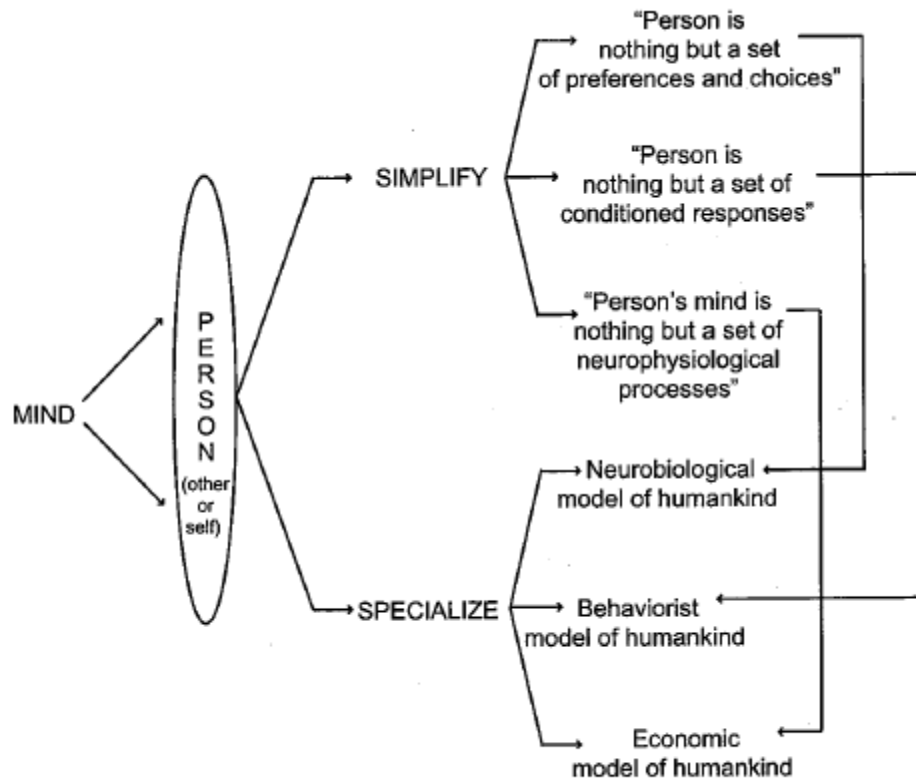 "Person is
nothing but a set
of preferences and choices"
SIMPLIFY
"Person is
nothing but a set of
conditioned responses"
"Person's mind is
nothing but a set of
neurophysiological
processes"
MIND
PERSON
(other
or
self)
Neurobiological
model of humankind
SPECIALIZE
Behaviorist
model of humankind
Economic
model of humankind